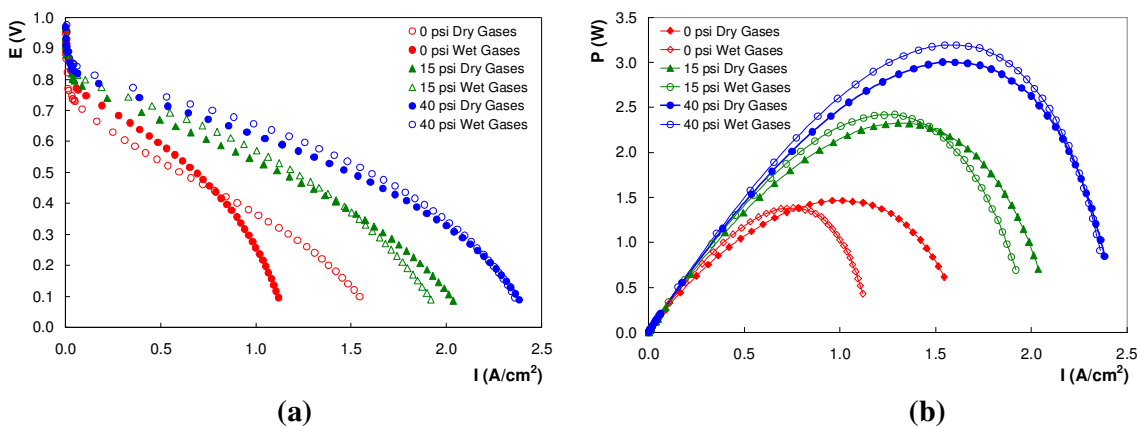 E (V)
1.0
0.9
0.8
0.7
0.6
0.5
0.4
0.3
0.2
0.1
0.0
0.0 0.5 1.0 1.5 2.0 2.5
I (A/cm²)
0 psi Dry Gases
0 psi Wet Gases
15 psi Dry Gases
15 psi Wet Gases
40 psi Dry Gases
40 psi Wet Gases
(a)
P (W)
3.5
3.0
2.5
2.0
1.5
1.0
0.5
0.0
0.0 0.5 1.0 1.5 2.0 2.5
I (A/cm²)
0 psi Dry Gases
0 psi Wet Gases
15 psi Dry Gases
15 psi Wet Gases
40 psi Dry Gases
40 psi Wet Gases
(b)